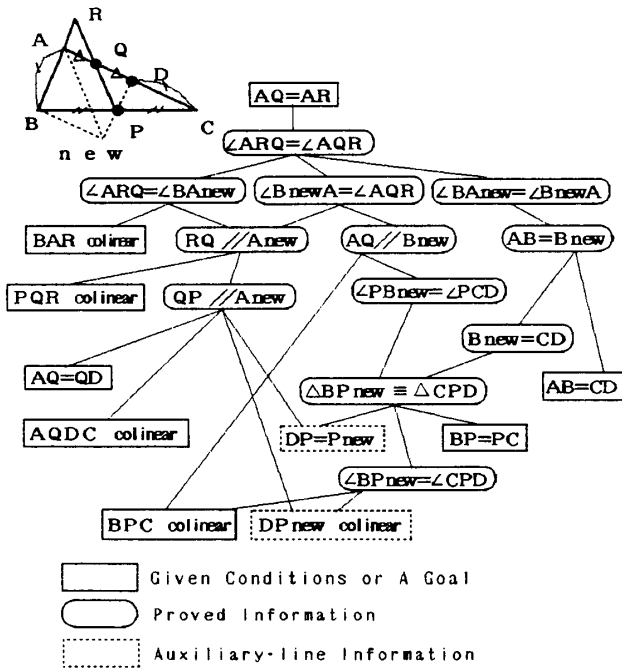 R
A
Q
D
B
P
C
new
AQ=AR
∠ARQ=∠AQR
∠ARQ=∠BAnew
∠BnewA=∠AQR
∠BAnew=∠BnewA
BAR colinear
RQ // Anew
AQ // Bnew
AB=Bnew
PQR colinear
QP // Anew
∠PBnew=∠PCD
Bnew=CD
AQ=QD
△BPnew ≡ △CPD
AB=CD
AQDC colinear
DP=Pnew
BP=PC
∠BPnew=∠CPD
BPC colinear
DPnew colinear
Given Conditions or A Goal
Proved Information
Auxiliary-line Information